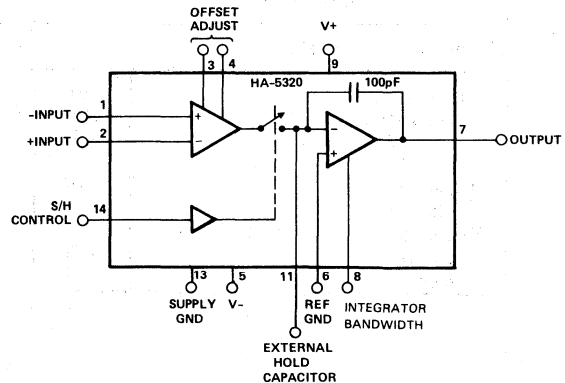 OFFSET
ADJUST
V+
3
4
9
HA-5320
100pF
-INPUT
1
+
-
7
OUTPUT
+INPUT
2
-
+
S/H
CONTROL
14
13
5
11
6
8
SUPPLY
GND
V-
REF
GND
INTEGRATOR
BANDWIDTH
EXTERNAL
HOLD
CAPACITOR